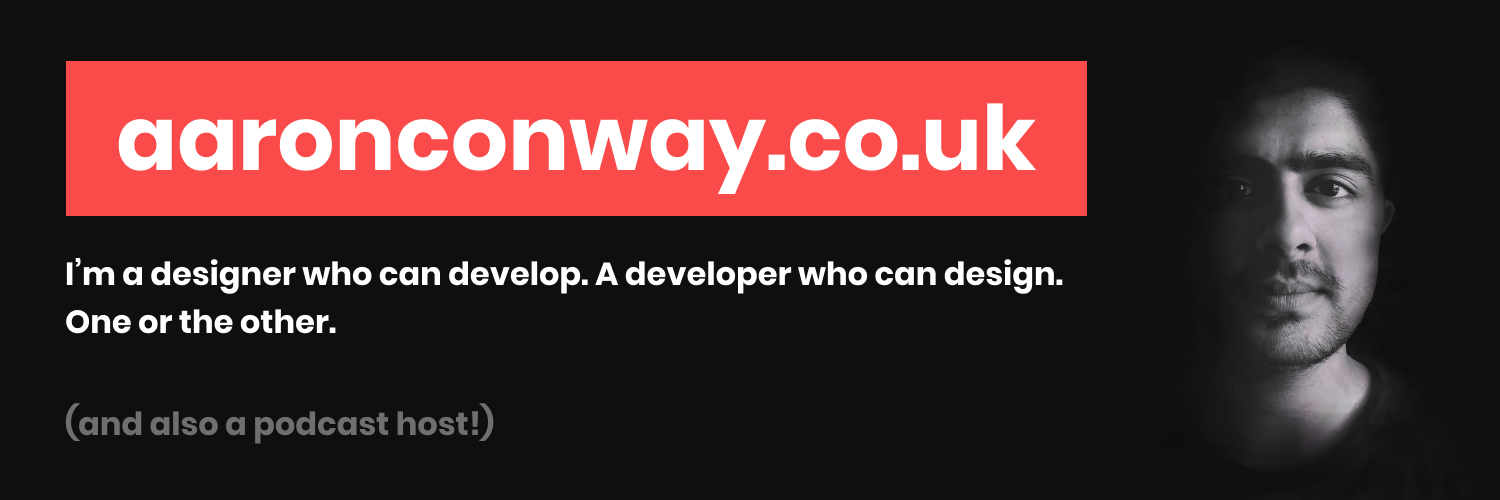 aaronconway.co.uk
I’m a designer who can develop. A developer who can design.
One or the other.
(and also a podcast host!)